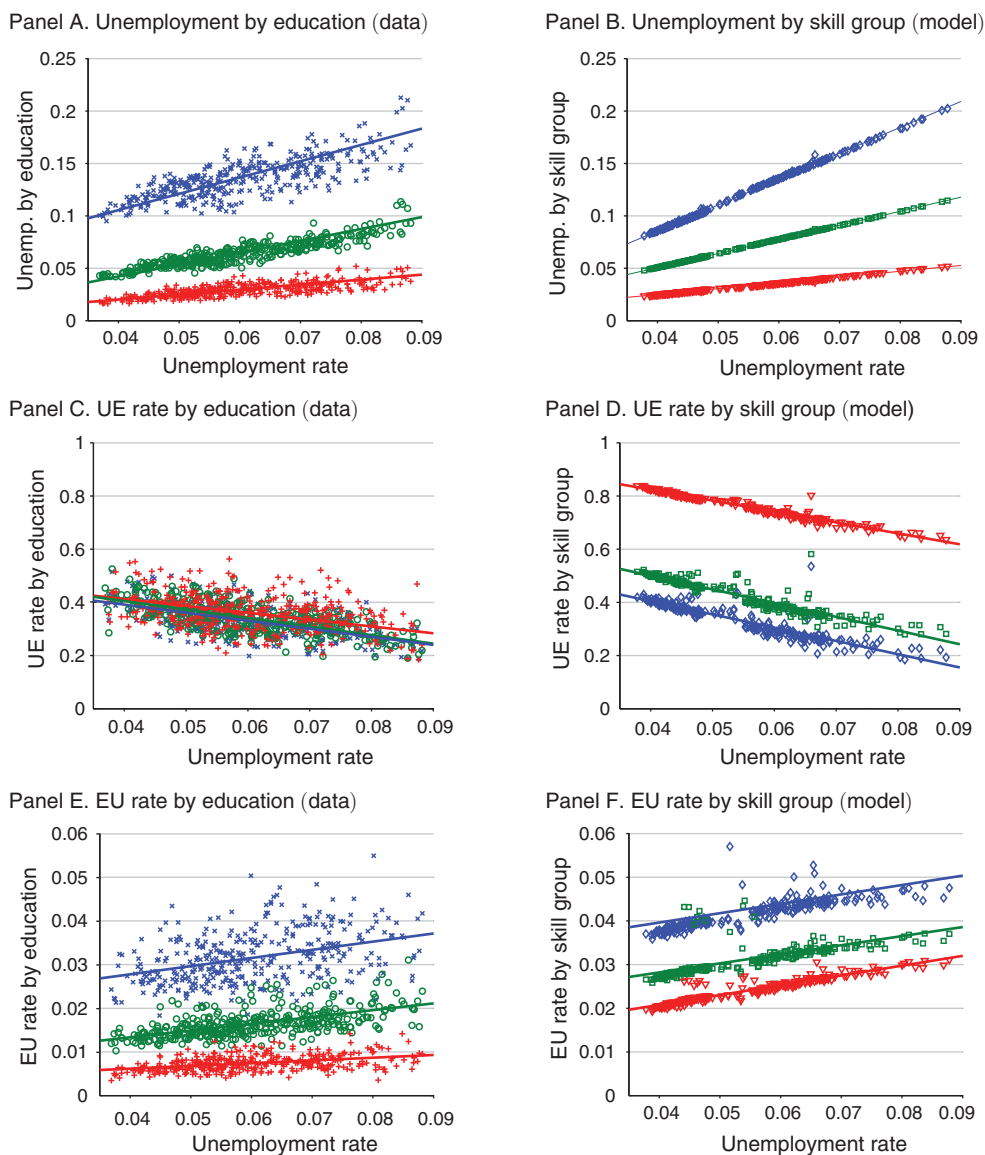 Panel A. Unemployment by education (data)
Unemp. by education
0.25
0.2
0.15
0.1
0.05
0
0.04 0.05 0.06 0.07 0.08 0.09
Unemployment rate
Panel B. Unemployment by skill group (model)
Unemp. by skill group
0.25
0.2
0.15
0.1
0.05
0
0.04 0.05 0.06 0.07 0.08 0.09
Unemployment rate
Panel C. UE rate by education (data)
UE rate by education
1
0.8
0.6
0.4
0.2
0
0.04 0.05 0.06 0.07 0.08 0.09
Unemployment rate
Panel D. UE rate by skill group (model)
UE rate by skill group
1
0.8
0.6
0.4
0.2
0
0.04 0.05 0.06 0.07 0.08 0.09
Unemployment rate
Panel E. EU rate by education (data)
EU rate by education
0.06
0.05
0.04
0.03
0.02
0.01
0
0.04 0.05 0.06 0.07 0.08 0.09
Unemployment rate
Panel F. EU rate by skill group (model)
EU rate by skill group
0.06
0.05
0.04
0.03
0.02
0.01
0
0.04 0.05 0.06 0.07 0.08 0.09
Unemployment rate